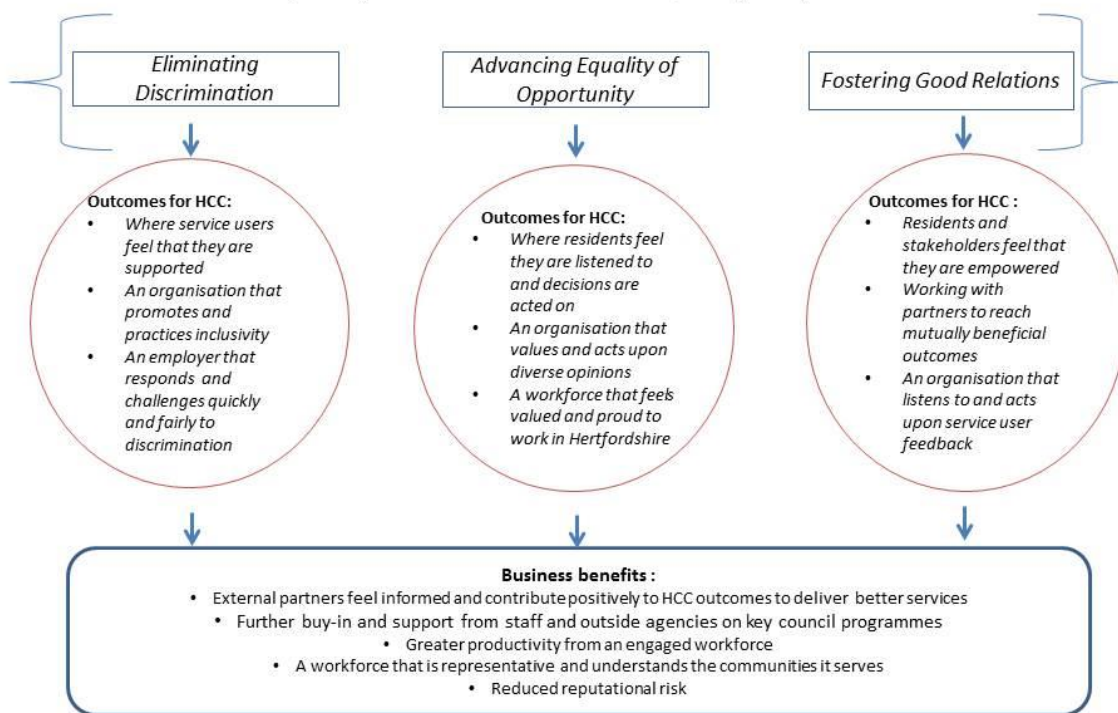 Eliminating
Discrimination
Advancing Equality of
Opportunity
Fostering Good Relations
Outcomes for HCC:
• Where service users
feel that they are
supported
• An organisation that
promotes and
practices inclusivity
• An employer that
responds and
challenges quickly
and fairly to
discrimination
Outcomes for HCC:
• Where residents feel
they are listened to
and decisions are
acted on
• An organisation that
values and acts upon
diverse opinions
• A workforce that feels
valued and proud to
work in Hertfordshire
Outcomes for HCC :
• Residents and
stakeholders feel that
they are empowered
• Working with
partners to reach
mutually beneficial
outcomes
• An organisation that
listens to and acts
upon service user
feedback
Business benefits :
• External partners feel informed and contribute positively to HCC outcomes to deliver better services
• Further buy-in and support from staff and outside agencies on key council programmes
• Greater productivity from an engaged workforce
• A workforce that is representative and understands the communities it serves
• Reduced reputational risk